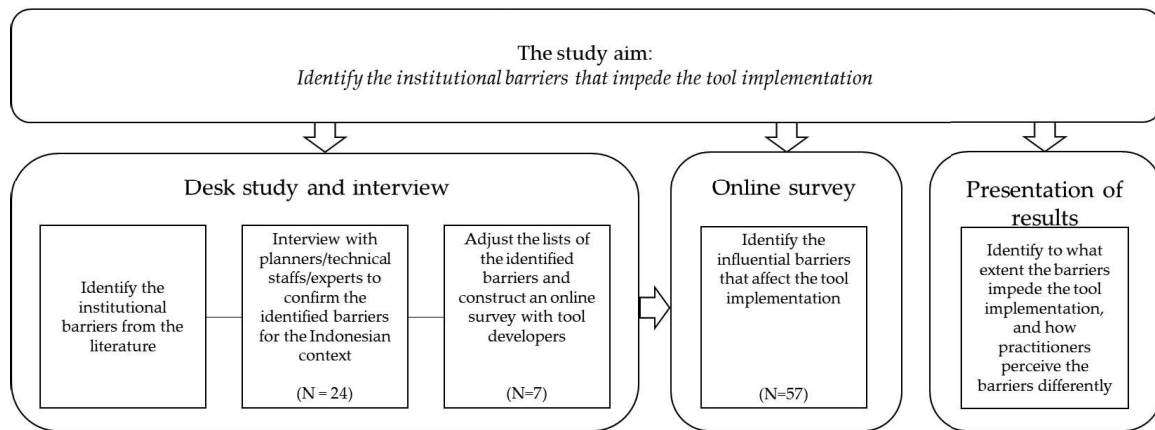 The study aim:
Identify the institutional barriers that impede the tool implementation
Desk study and interview
Identify the
institutional
barriers from the
literature
Interview with
planners/technical
staffs/experts to
confirm the
identified barriers
for the Indonesian
context
(N = 24)
Adjust the lists of
the identified
barriers and
construct an online
survey with tool
developers
(N=7)
Online survey
Identify the
influential barriers
that affect the tool
implementation
(N=57)
Presentation of
results
Identify to what
extent the barriers
impede the tool
implementation,
and how
practitioners
perceive the
barriers differently